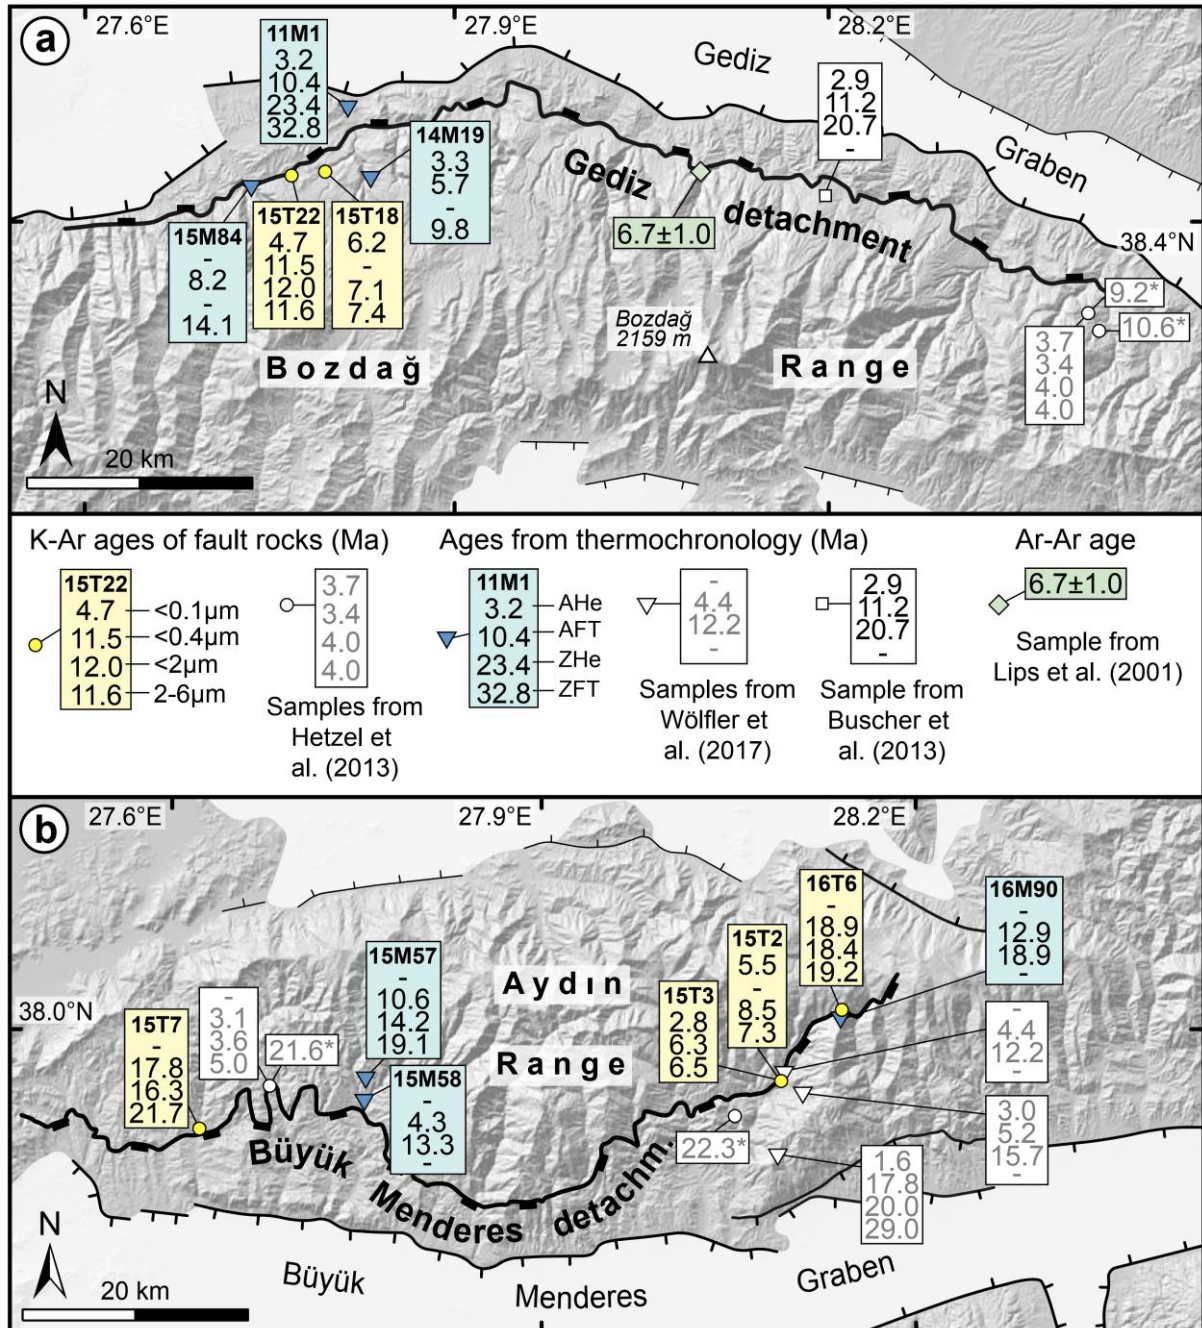 a
27.6°E
27.9°E
28.2°E
Gediz
Graben
11M1
3.2
10.4
23.4
32.8
14M19
3.3
5.7
-
9.8
2.9
11.2
20.7
-
Gediz
detachment
6.7±1.0
38.4°N
15M84
-
8.2
-
14.1
15T22
4.7
11.5
12.0
11.6
15T18
6.2
-
7.1
7.4
9.2*
10.6*
3.7
3.4
4.0
4.0
Bozdağ
2159 m
Bozdağ
Range
N
20 km
K-Ar ages of fault rocks (Ma)
15T22
4.7
11.5
12.0
11.6
<0.1µm
<0.4µm
<2µm
2-6µm
3.7
3.4
4.0
4.0
Samples from
Hetzel et
al. (2013)
Ages from thermochronology (Ma)
11M1
3.2
10.4
23.4
32.8
AHe
AFT
ZHe
ZFT
-
4.4
12.2
-
Samples from
Wölfler et
al. (2017)
2.9
11.2
20.7
-
Sample from
Buscher et
al. (2013)
Ar-Ar age
6.7±1.0
Sample from
Lips et al. (2001)
b
27.6°E
27.9°E
28.2°E
38.0°N
15T7
-
17.8
16.3
21.7
-
3.1
3.6
5.0
21.6*
15M57
-
10.6
14.2
19.1
15M58
-
4.3
13.3
-
Aydın
Range
15T3
2.8
6.3
6.5
15T2
5.5
-
8.5
7.3
16T6
-
18.9
18.4
19.2
16M90
-
12.9
18.9
-
-
4.4
12.2
-
3.0
5.2
15.7
-
22.3*
1.6
17.8
20.0
29.0
Büyük
Menderes
detachm.
N
20 km
Büyük
Menderes
Graben